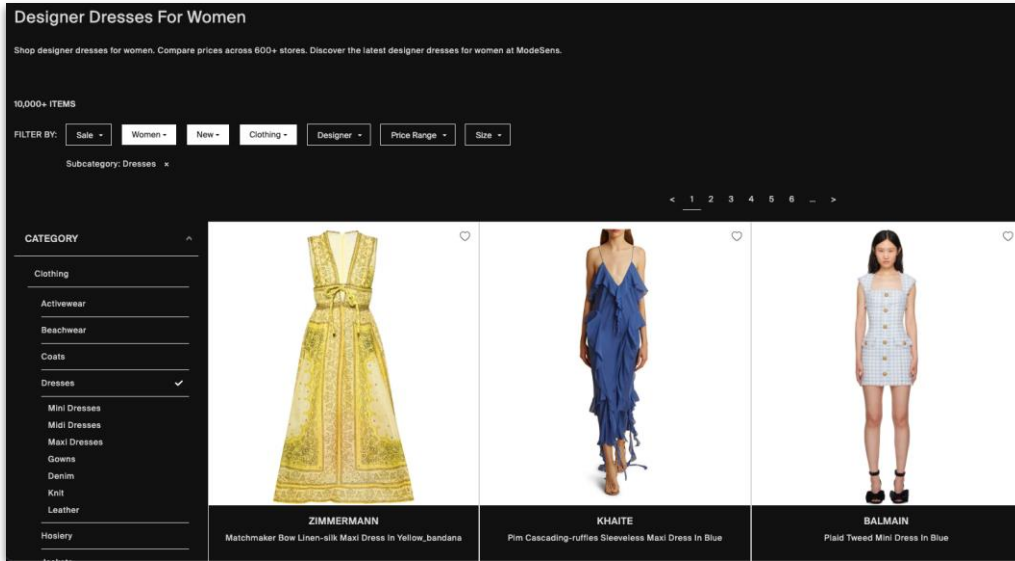 Designer Dresses For Women
Shop designer dresses for women. Compare prices across 600+ stores. Discover the latest designer dresses for women at ModeSens.
10,000+ ITEMS
FILTER BY: Sale Women New Clothing Designer Price Range Size
Subcategory: Dresses ×
< 1 2 3 4 5 6 ... >
CATEGORY
Clothing
Activewear
Beachwear
Coats
Dresses
Mini Dresses
Midi Dresses
Maxi Dresses
Gowns
Denim
Knit
Leather
Hosiery
ZIMMERMANN
Matchmaker Bow Linen-silk Maxi Dress In Yellow_bandana
KHAITE
Pim Cascading-ruffles Sleeveless Maxi Dress In Blue
BALMAIN
Plaid Tweed Mini Dress In Blue